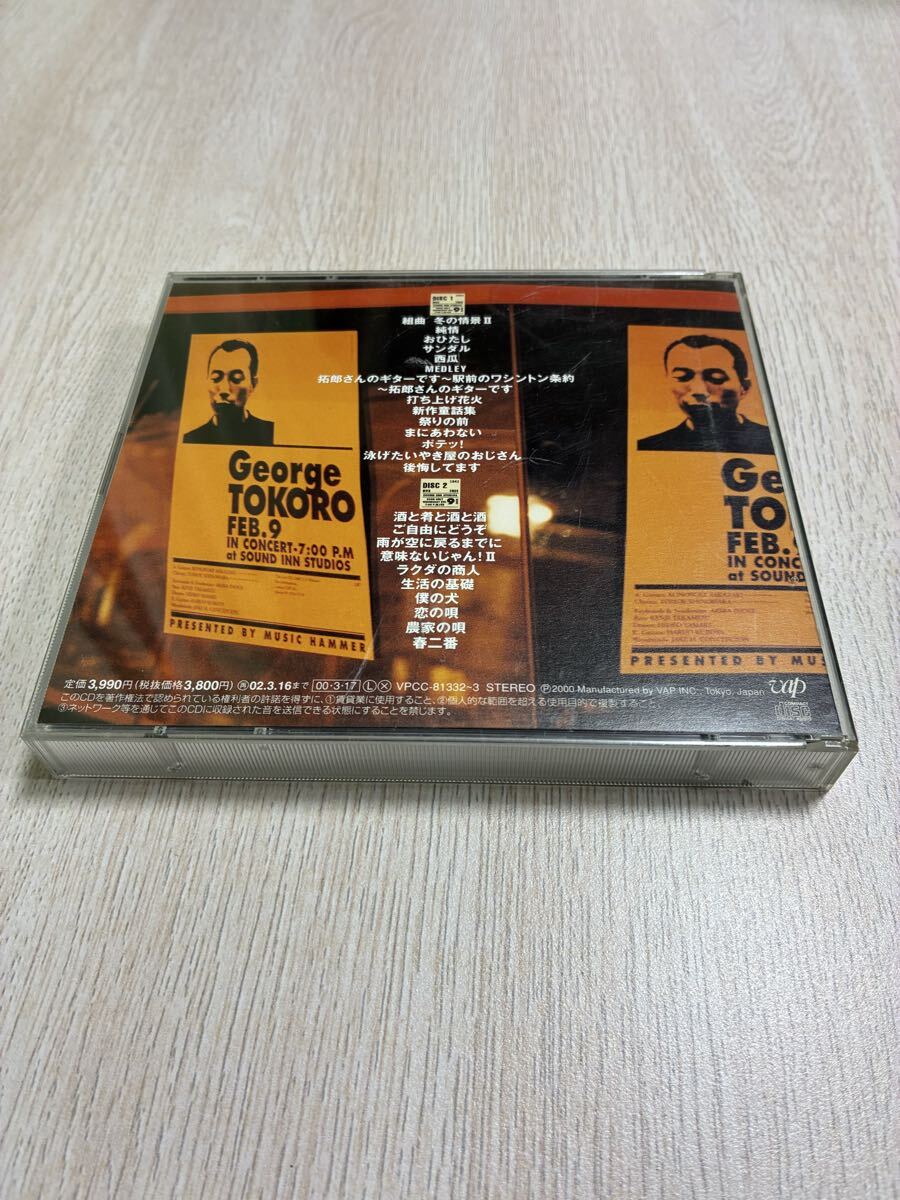 DISC 1
組曲 冬の情景Ⅱ
純情
おひたし
サンダル
西瓜
MEDLEY
拓郎さんのギターです〜駅前のワシントン条約
〜拓郎さんのギターです
打ち上げ花火
新作童話集
祭りの前
まにあわない
ボテッ!
泳げたいやき屋のおじさん
後悔してます
DISC 2
酒と肴と酒と酒
ご自由にどうぞ
雨が空に戻るまでに
意味ないじゃん!Ⅱ
ラクダの商人
生活の基礎
僕の犬
恋の唄
農家の唄
春二番
George
TOKORO
FEB.9
IN CONCERT-7:00 P.M
at SOUND INN STUDIOS
PRESENTED BY MUSIC HAMMER
Ge
TO
FEB.
IN CONC
at SOUND
PRESENTED BY MUS
定価3,990円(税抜価格3,800円) 再02.3.16まで 00・3・17 Ⓛ Ⓧ VPCC-81332~3 STEREO Ⓟ2000 Manufactured by VAP INC., Tokyo, Japan vap
このCDを著作権法で認められている権利者の許諾を得ずに、①賃貸業に使用すること、②個人的な範囲を超える使用目的で複製すること、
③ネットワーク等を通じてこのCDに収録された音を送信できる状態にすることを禁じます。
COMPACT
disc